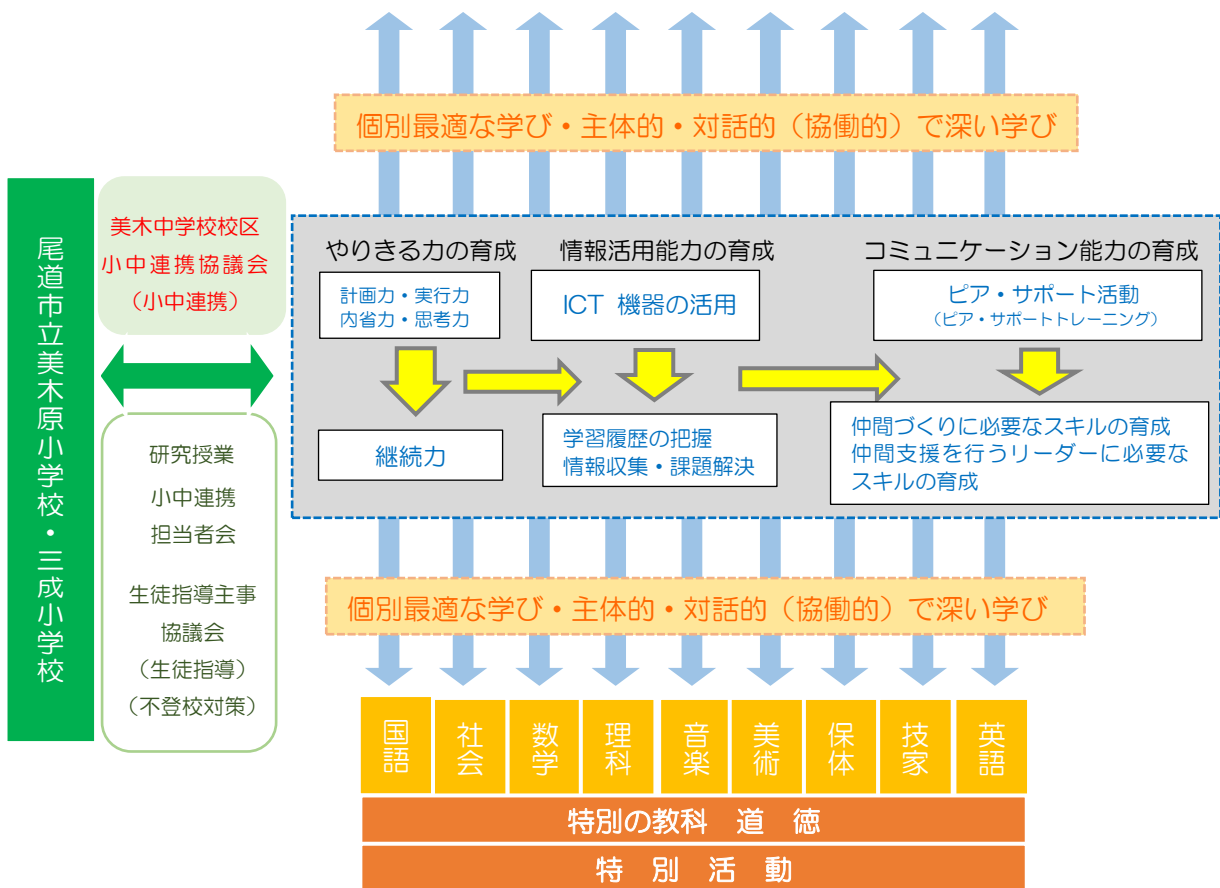 個別最適な学び・主体的・対話的（協働的）で深い学び
尾道市立美木原小学校・三成小学校
美木中学校校区
小中連携協議会
（小中連携）
研究授業
小中連携
担当者会
生徒指導主事
協議会
（生徒指導）
（不登校対策）
やりきる力の育成
計画力・実行力
内省力・思考力
継続力
情報活用能力の育成
ICT 機器の活用
学習履歴の把握
情報収集・課題解決
コミュニケーション能力の育成
ピア・サポート活動
（ピア・サポートトレーニング）
仲間づくりに必要なスキルの育成
仲間支援を行うリーダーに必要な
スキルの育成
個別最適な学び・主体的・対話的（協働的）で深い学び
国語
社会
数学
理科
音楽
美術
保体
技家
英語
特別の教科 道 徳
特 別 活 動